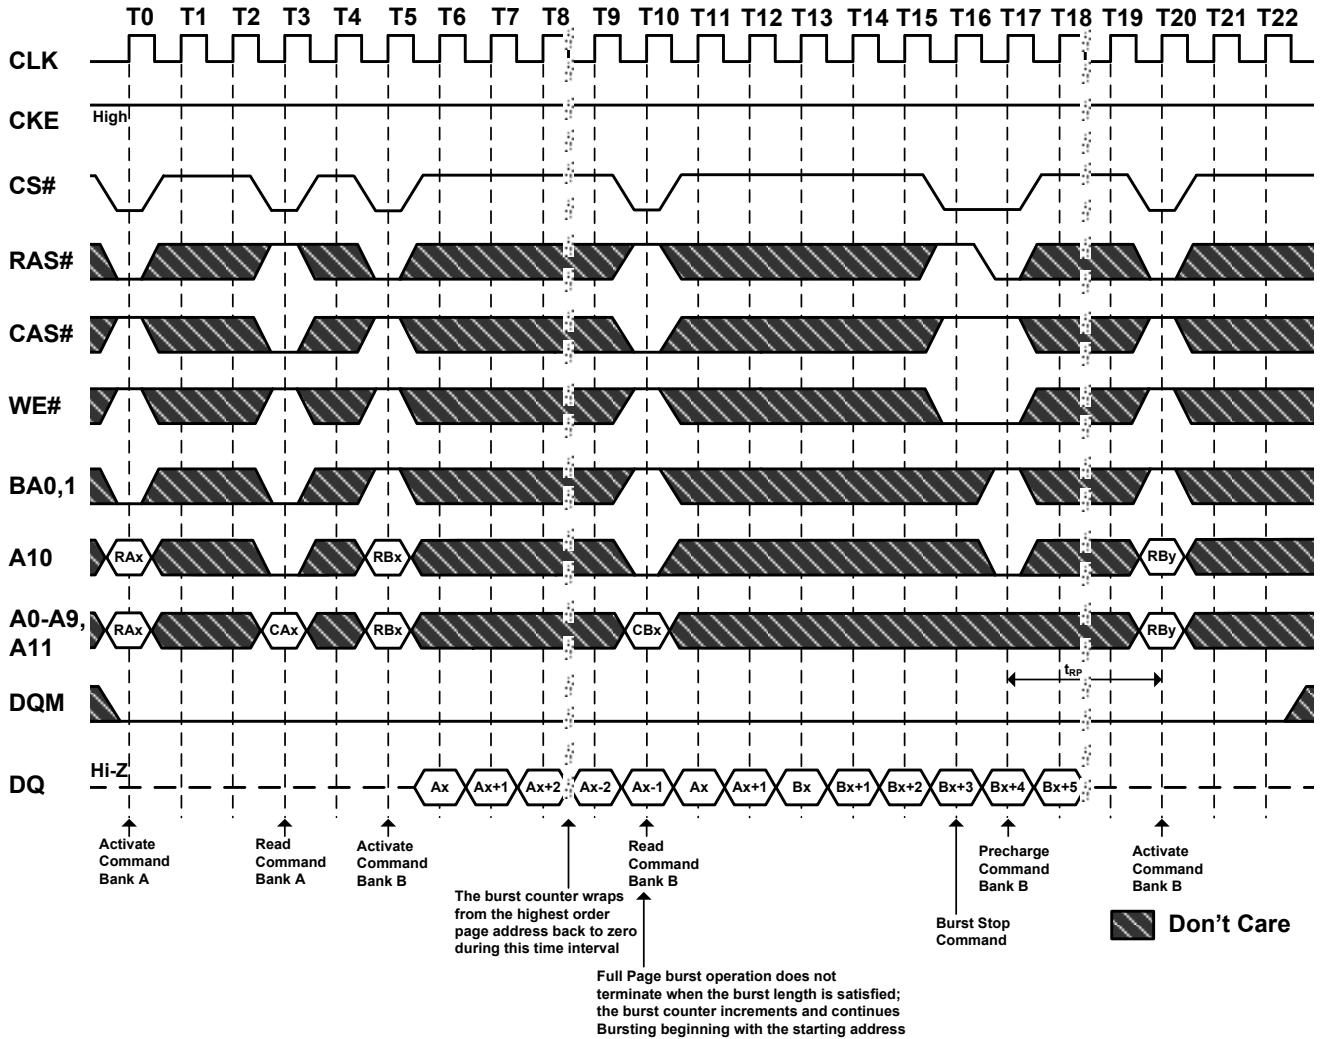 T0 T1 T2 T3 T4 T5 T6 T7 T8 T9 T10 T11 T12 T13 T14 T15 T16 T17 T18 T19 T20 T21 T22
CLK
CKE High
CS#
RAS#
CAS#
WE#
BA0,1
A10 RAx RBx RBy
A0-A9,
A11
RAx CAx RBx CBx RBy
tRP
DQM
DQ Hi-Z Ax Ax+1 Ax+2 Ax-2 Ax-1 Ax Ax+1 Bx Bx+1 Bx+2 Bx+3 Bx+4 Bx+5
Activate
Command
Bank A
Read
Command
Bank A
Activate
Command
Bank B
The burst counter wraps
from the highest order
page address back to zero
during this time interval
Read
Command
Bank B
Full Page burst operation does not
terminate when the burst length is satisfied;
the burst counter increments and continues
Bursting beginning with the starting address
Burst Stop
Command
Precharge
Command
Bank B
Activate
Command
Bank B
Don't Care